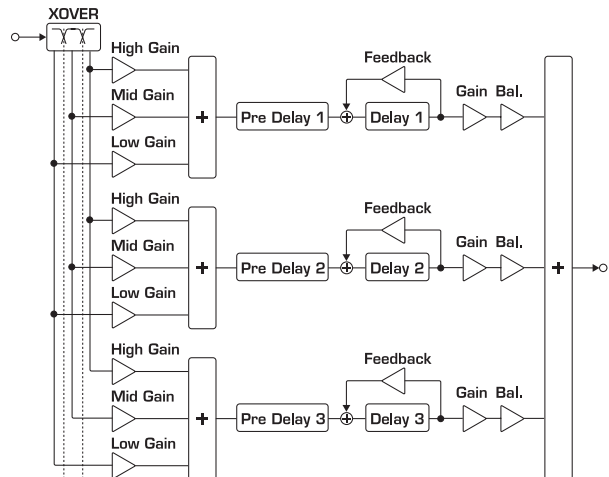 XOVER
High Gain
Feedback
Mid Gain
Gain Bal.
+ Pre Delay 1 + Delay 1
Low Gain
High Gain
Feedback
Mid Gain
Gain Bal.
+ Pre Delay 2 + Delay 2 +
Low Gain
High Gain
Feedback
Mid Gain
Gain Bal.
+ Pre Delay 3 + Delay 3
Low Gain